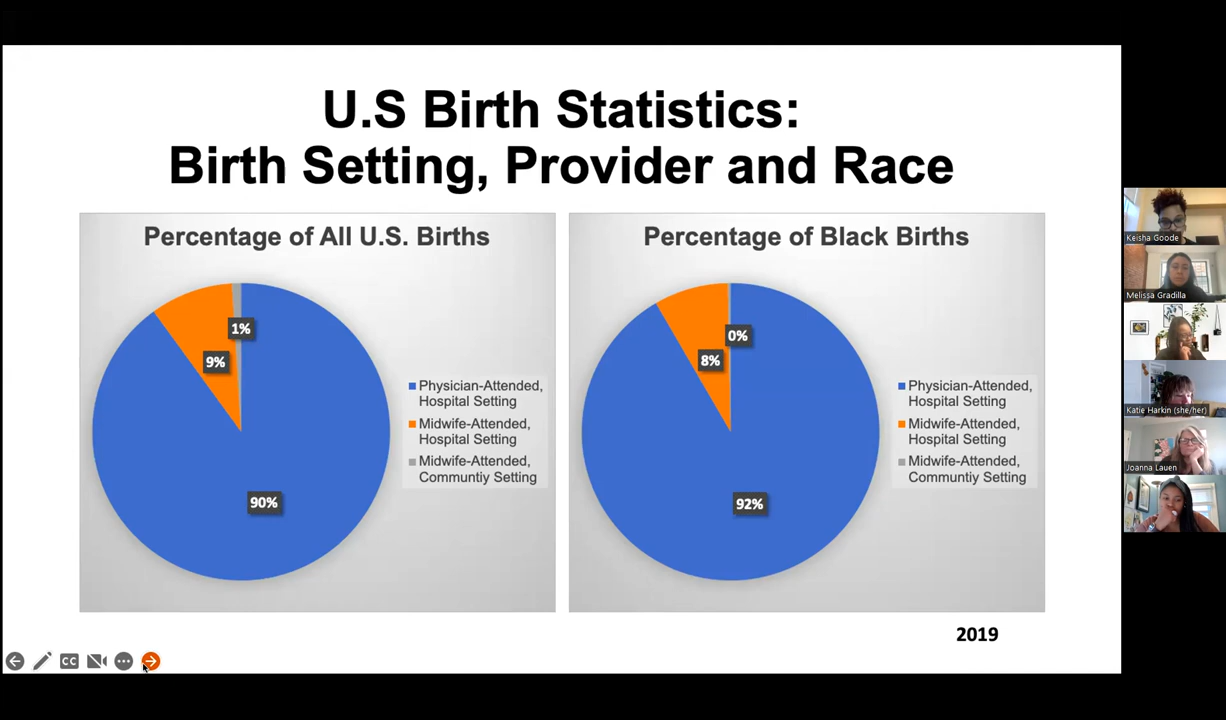 U.S Birth Statistics:
Birth Setting, Provider and Race
Percentage of All U.S. Births
1%
9%
90%
Physician-Attended,
Hospital Setting
Midwife-Attended,
Hospital Setting
Midwife-Attended,
Communtiy Setting
Percentage of Black Births
0%
8%
92%
Physician-Attended,
Hospital Setting
Midwife-Attended,
Hospital Setting
Midwife-Attended,
Communtiy Setting
2019
CC
Keisha Goode
Melissa Gradilla
Katie Harkin (she/her)
Joanna Lauen